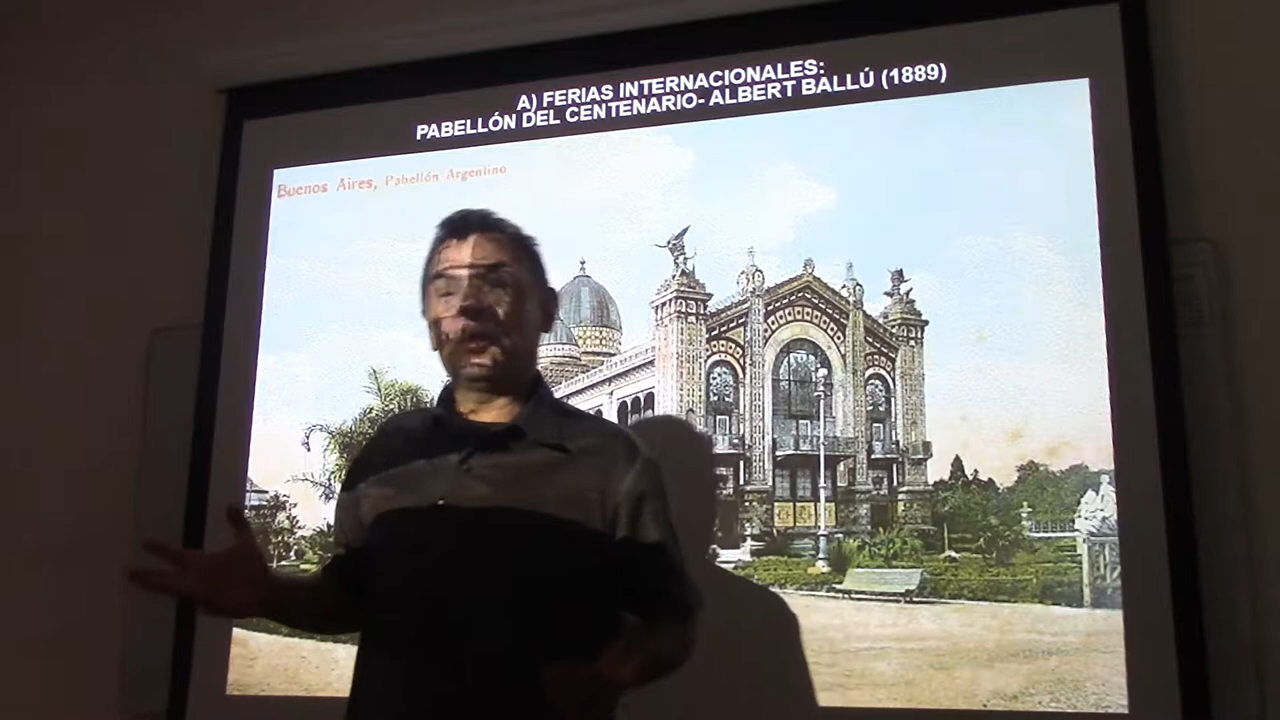 A) FERIAS INTERNACIONALES:
PABELLÓN DEL CENTENARIO- ALBERT BALLÚ (1889)
Buenos Aires, Pabellón Argentino